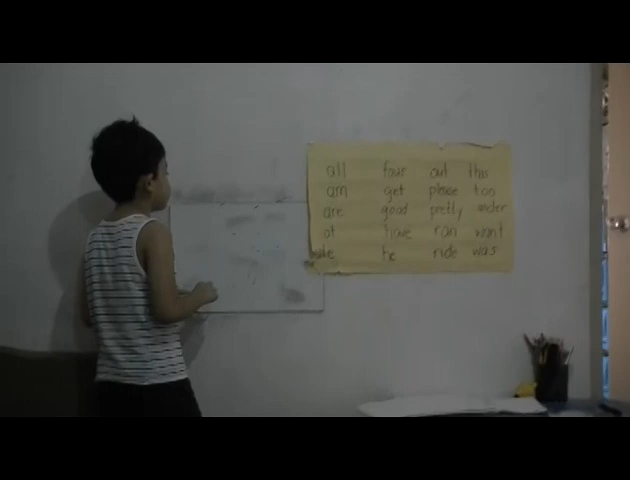 all four out this
am get please too
are good pretty under
at have ran want
he ride was